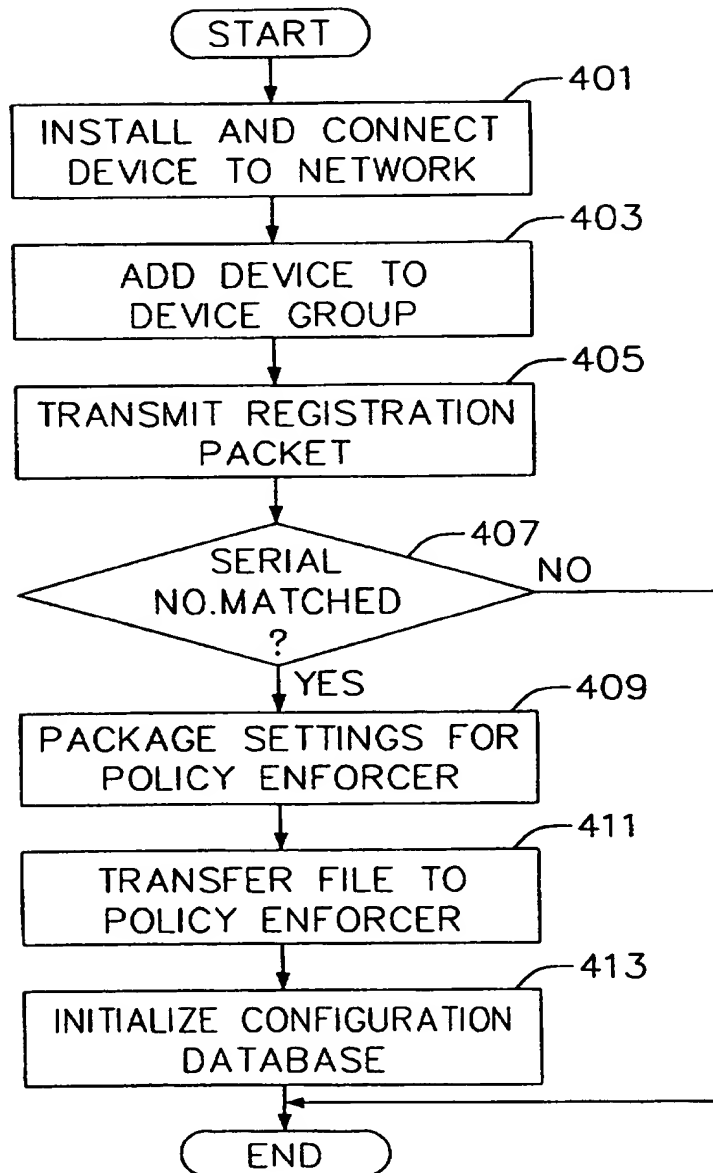 START
401
INSTALL AND CONNECT
DEVICE TO NETWORK
403
ADD DEVICE TO
DEVICE GROUP
405
TRANSMIT REGISTRATION
PACKET
407
SERIAL
NO.MATCHED
?
NO
YES
409
PACKAGE SETTINGS FOR
POLICY ENFORCER
411
TRANSFER FILE TO
POLICY ENFORCER
413
INITIALIZE CONFIGURATION
DATABASE
END